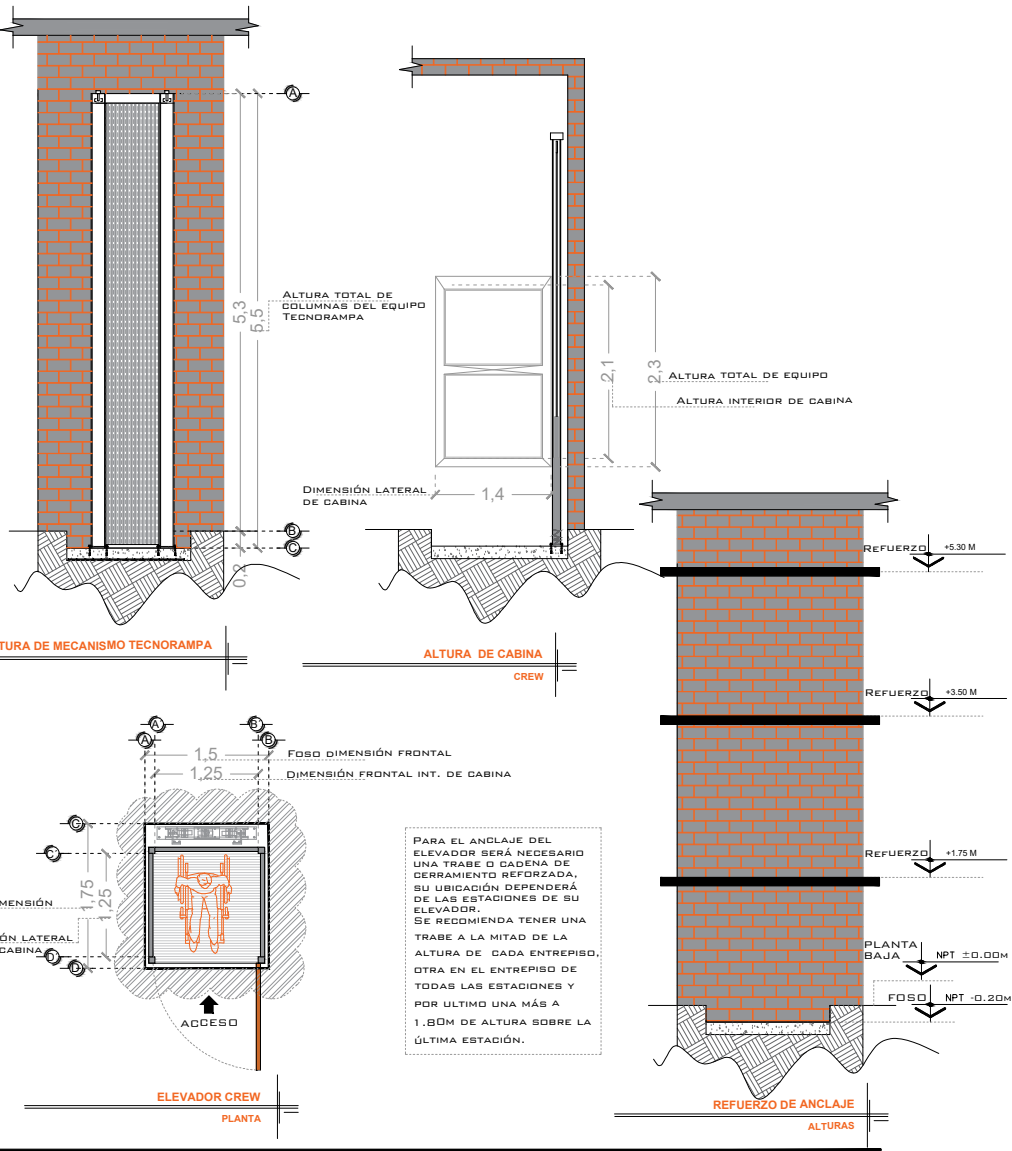 A
5,3
5,5
ALTURA TOTAL DE
COLUMNAS DEL EQUIPO
TECNORAMPA
B
C
0,2
TURA DE MECANISMO TECNORAMPA
2,1
2,3
ALTURA TOTAL DE EQUIPO
ALTURA INTERIOR DE CABINA
DIMENSIÓN LATERAL
DE CABINA
1,4
ALTURA DE CABINA
CREW
REFUERZO +5.30 M
REFUERZO +3.50 M
REFUERZO +1.75 M
PLANTA
BAJA NPT ±0.00M
FOSO NPT -0.20M
REFUERZO DE ANCLAJE
ALTURAS
A' B'
A B
1,5 FOSO DIMENSIÓN FRONTAL
1,25 DIMENSIÓN FRONTAL INT. DE CABINA
C
C'
1,75
1,25
MENSIÓN
ÓN LATERAL
CABINA
D'
D
ACCESO
ELEVADOR CREW
PLANTA
PARA EL ANCLAJE DEL
ELEVADOR SERÁ NECESARIO
UNA TRABE O CADENA DE
CERRAMIENTO REFORZADA,
SU UBICACIÓN DEPENDERÁ
DE LAS ESTACIONES DE SU
ELEVADOR.
SE RECOMIENDA TENER UNA
TRABE A LA MITAD DE LA
ALTURA DE CADA ENTREPISO,
OTRA EN EL ENTREPISO DE
TODAS LAS ESTACIONES Y
POR ULTIMO UNA MÁS A
1.80M DE ALTURA SOBRE LA
ÚLTIMA ESTACIÓN.